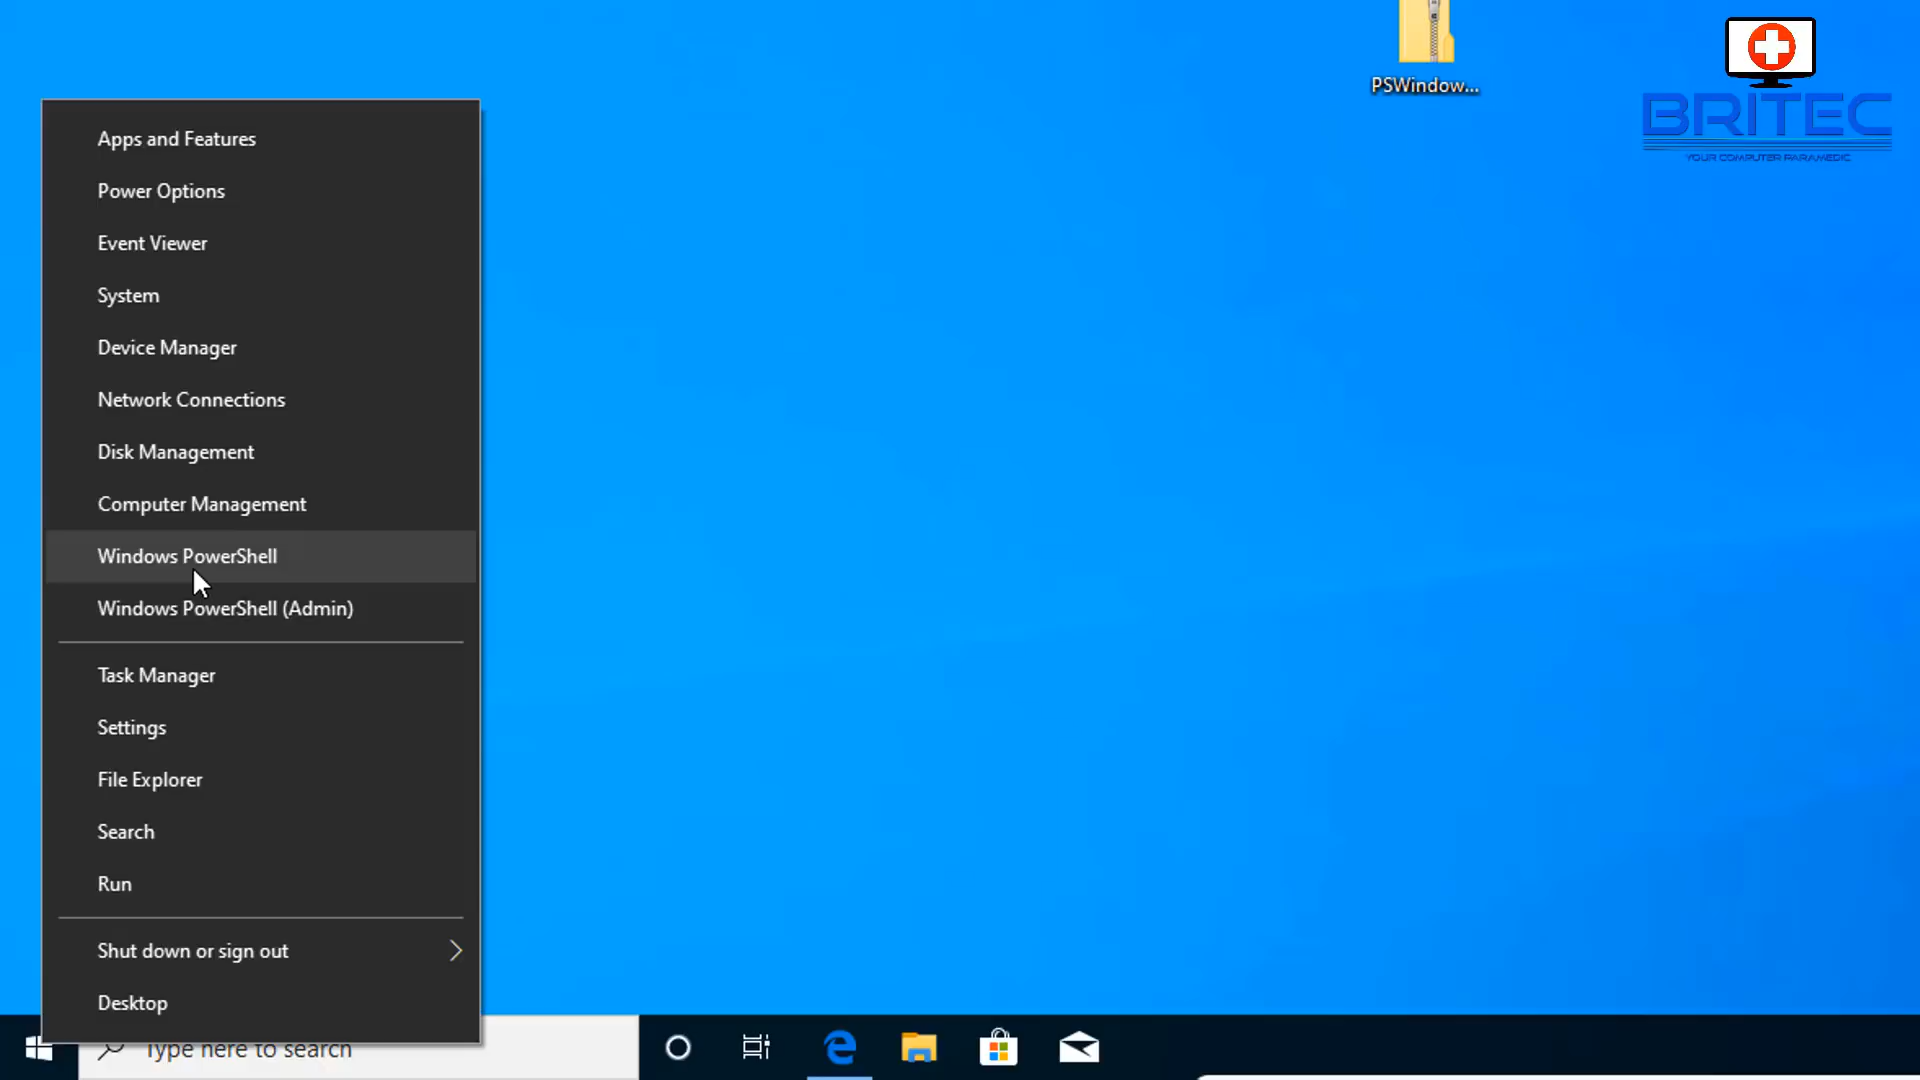 PSWindow...
BRITEC
YOUR COMPUTER PARAMEDIC
Apps and Features
Power Options
Event Viewer
System
Device Manager
Network Connections
Disk Management
Computer Management
Windows PowerShell
Windows PowerShell (Admin)
Task Manager
Settings
File Explorer
Search
Run
Shut down or sign out
Desktop
Type here to search